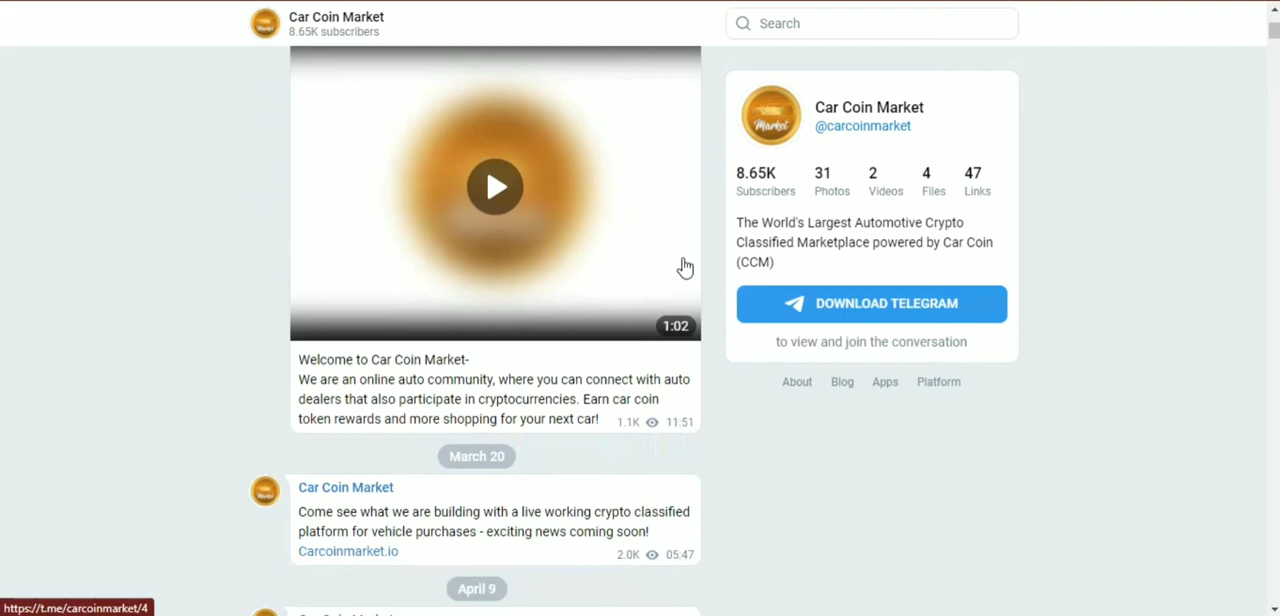 Car Coin Market
8.65K subscribers
Search
1:02
Welcome to Car Coin Market-
We are an online auto community, where you can connect with auto
dealers that also participate in cryptocurrencies. Earn car coin
token rewards and more shopping for your next car!
1.1K 11:51
March 20
Car Coin Market
Come see what we are building with a live working crypto classified
platform for vehicle purchases - exciting news coming soon!
Carcoinmarket.io
2.0K 05:47
April 9
Market
Car Coin Market
@carcoinmarket
8.65K 31 2 4 47
Subscribers Photos Videos Files Links
The World's Largest Automotive Crypto
Classified Marketplace powered by Car Coin
(CCM)
DOWNLOAD TELEGRAM
to view and join the conversation
About Blog Apps Platform
https://t.me/carcoinmarket/4